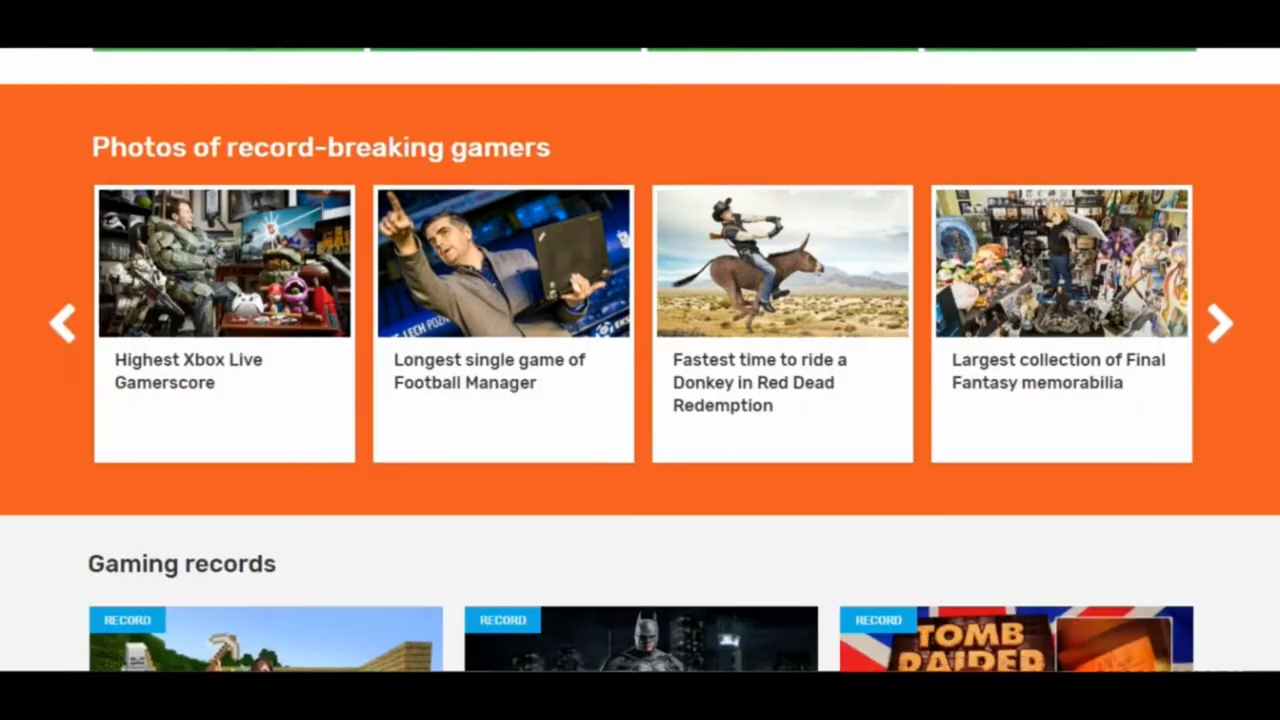 Photos of record-breaking gamers
Highest Xbox Live
Gamerscore
Longest single game of
Football Manager
Fastest time to ride a
Donkey in Red Dead
Redemption
Largest collection of Final
Fantasy memorabilia
Gaming records
RECORD
RECORD
RECORD
TOMB
RAIDER